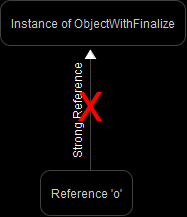 Instance of ObjectWithFinalize
Strong Reference
X
Reference 'o'